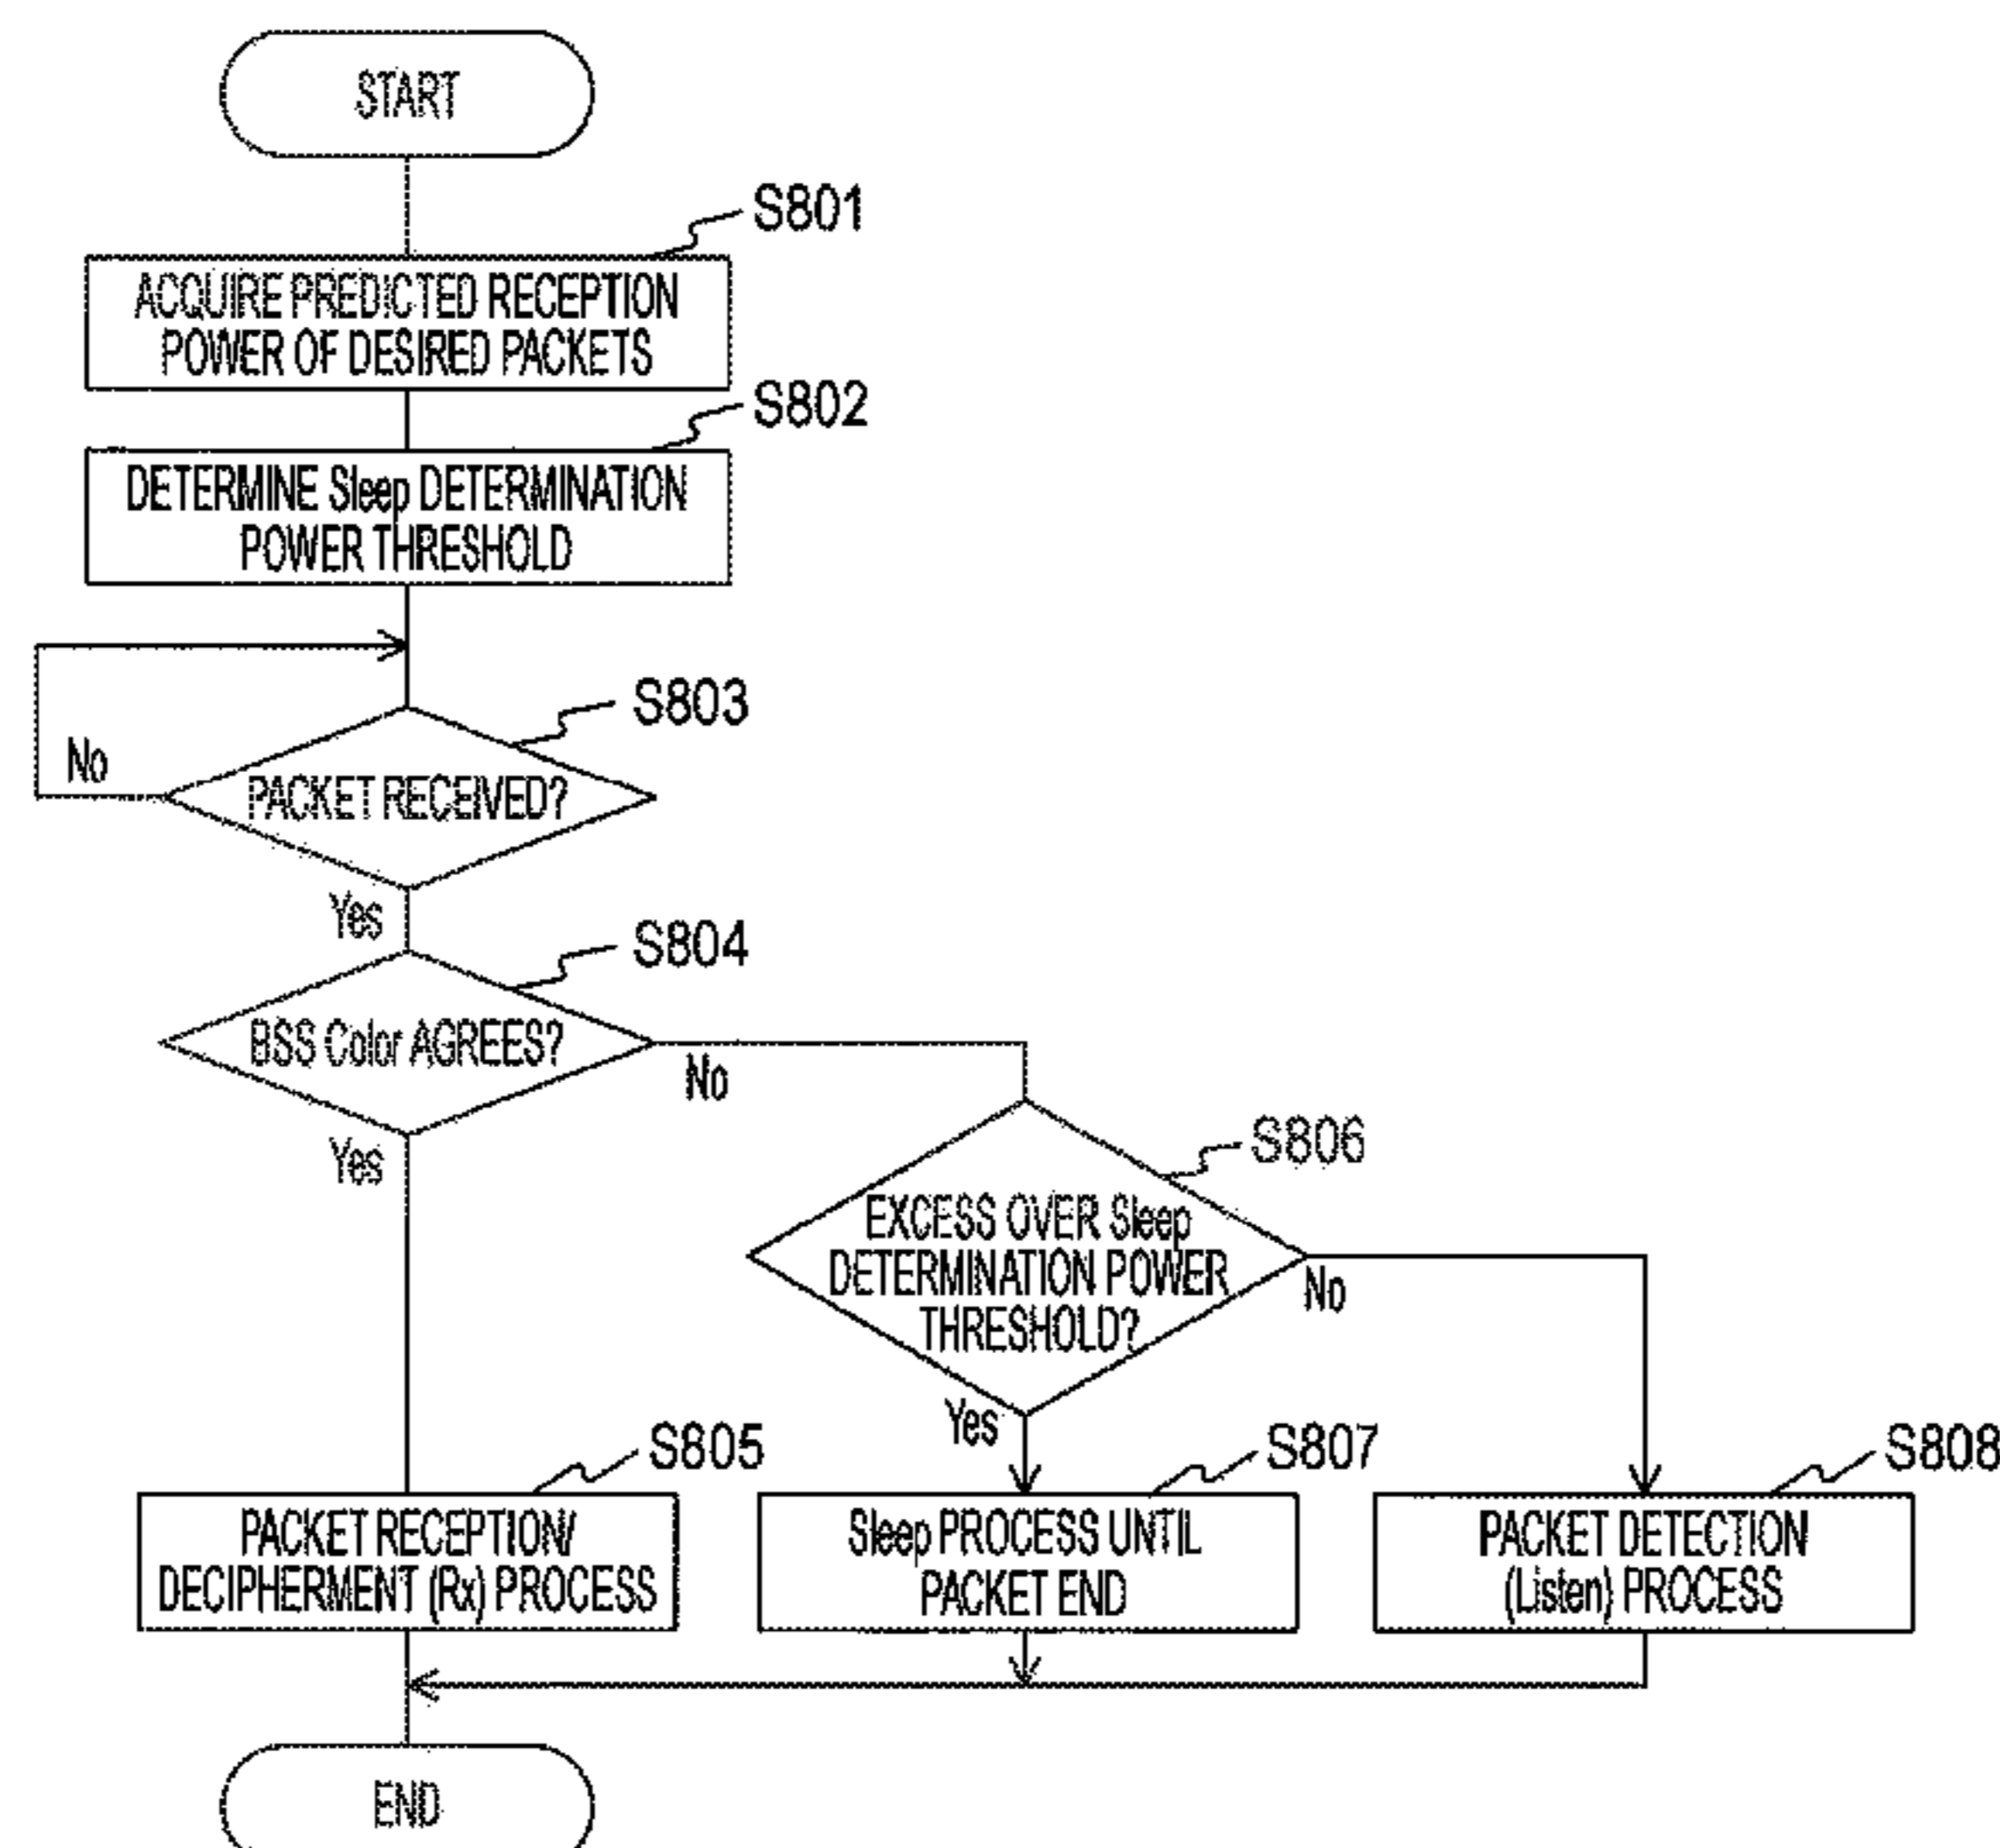 START
S801
ACQUIRE PREDICTED RECEPTION
POWER OF DESIRED PACKETS
S802
DETERMINE Sleep DETERMINATION
POWER THRESHOLD
S803
No
PACKET RECEIVED?
Yes
S804
BSS Color AGREES?
No
Yes
S806
EXCESS OVER Sleep
DETERMINATION POWER
THRESHOLD?
No
Yes
S805
PACKET RECEPTION/
DECIPHERMENT (Rx) PROCESS
S807
Sleep PROCESS UNTIL
PACKET END
S808
PACKET DETECTION
(Listen) PROCESS
END